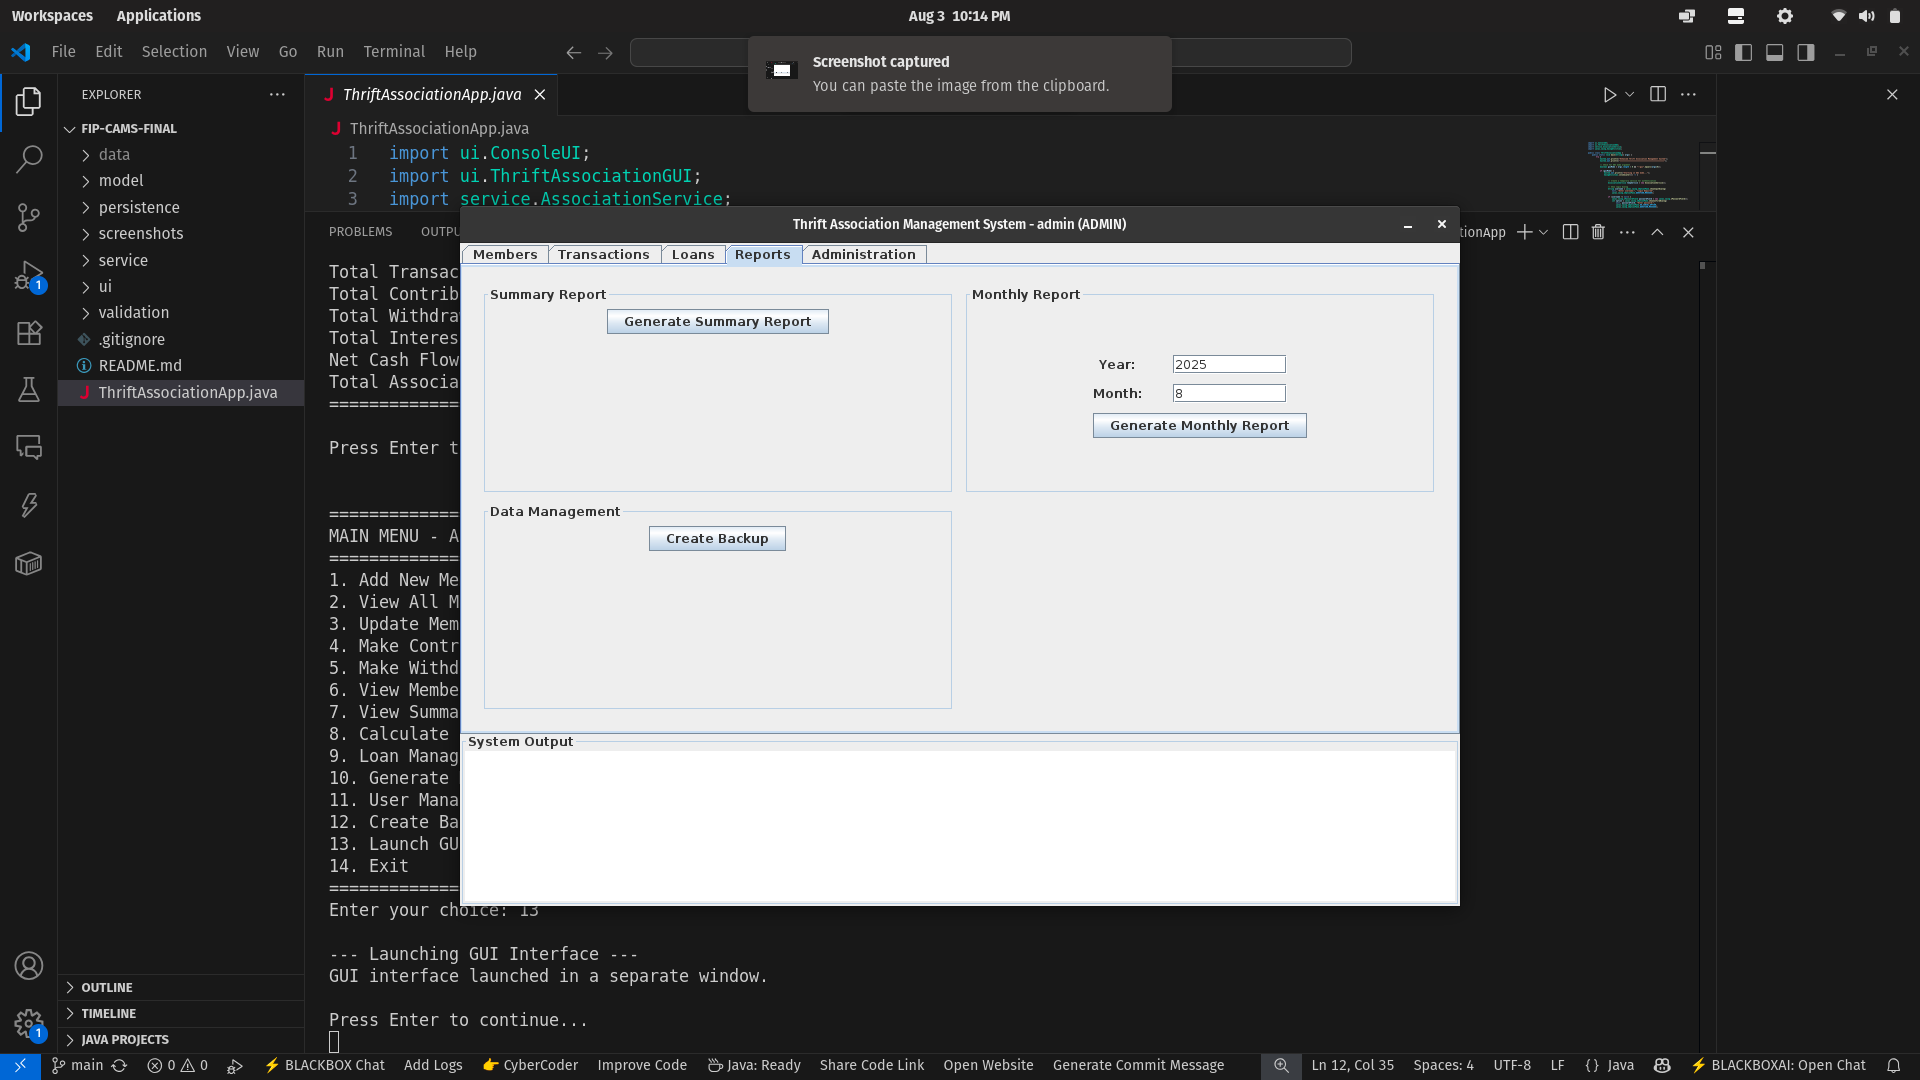 Workspaces Applications Aug 3 10:14 PM
File Edit Selection View Go Run Terminal Help
Screenshot captured
You can paste the image from the clipboard.
EXPLORER
FIP-CAMS-FINAL
data
model
persistence
screenshots
service
ui
validation
.gitignore
README.md
J ThriftAssociationApp.java
OUTLINE
TIMELINE
JAVA PROJECTS
1
1
J ThriftAssociationApp.java
J ThriftAssociationApp.java
1 import ui.ConsoleUI;
2 import ui.ThriftAssociationGUI;
3 import service.AssociationService;
PROBLEMS OUTPU tionApp
Total Transac
Total Contrib
Total Withdra
Total Interes
Net Cash Flow
Total Associa
=============
Press Enter t
=============
MAIN MENU - A
=============
1. Add New Me
2. View All M
3. Update Mem
4. Make Contr
5. Make Withd
6. View Membe
7. View Summa
8. Calculate
9. Loan Manag
10. Generate
11. User Mana
12. Create Ba
13. Launch GU
14. Exit
=============
Enter your choice: 13
--- Launching GUI Interface ---
GUI interface launched in a separate window.
Press Enter to continue...
Thrift Association Management System - admin (ADMIN)
Members Transactions Loans Reports Administration
Summary Report
Generate Summary Report
Monthly Report
Year: 2025
Month: 8
Generate Monthly Report
Data Management
Create Backup
System Output
main 0 0 BLACKBOX Chat Add Logs CyberCoder Improve Code Java: Ready Share Code Link Open Website Generate Commit Message Ln 12, Col 35 Spaces: 4 UTF-8 LF {} Java BLACKBOXAI: Open Chat